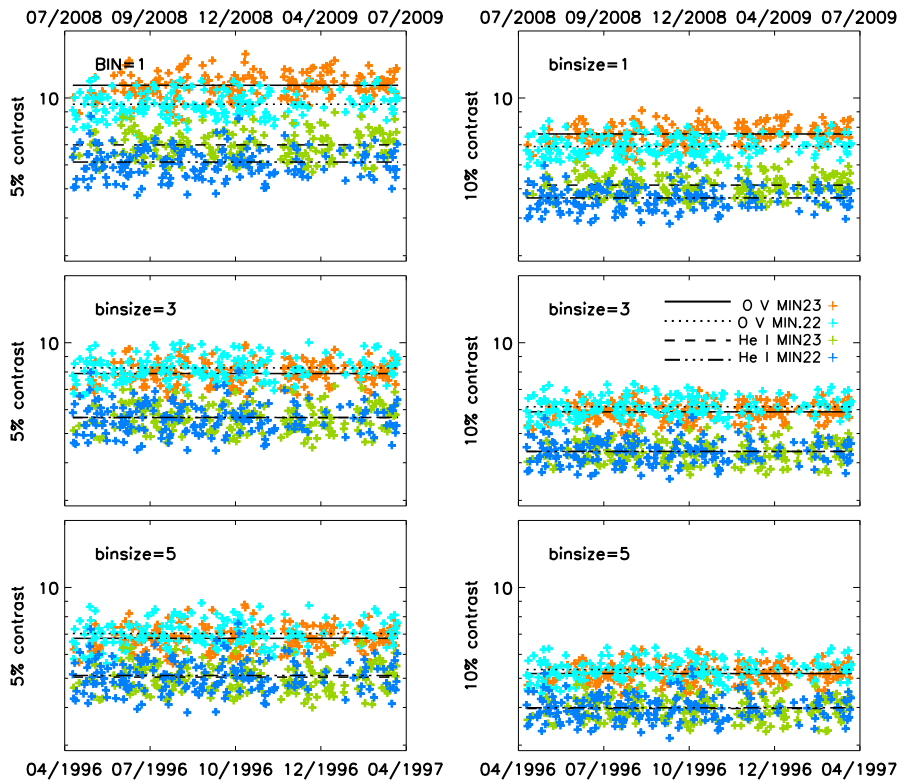 07/2008 09/2008 12/2008 04/2009 07/2009
07/2008 09/2008 12/2008 04/2009 07/2009
BIN=1
10
5% contrast
binsize=1
10
10% contrast
binsize=3
10
5% contrast
binsize=3
10
10% contrast
O V MIN23
O V MIN.22
He I MIN23
He I MIN22
binsize=5
10
5% contrast
binsize=5
10
10% contrast
04/1996 07/1996 10/1996 12/1996 04/1997
04/1996 07/1996 10/1996 12/1996 04/1997